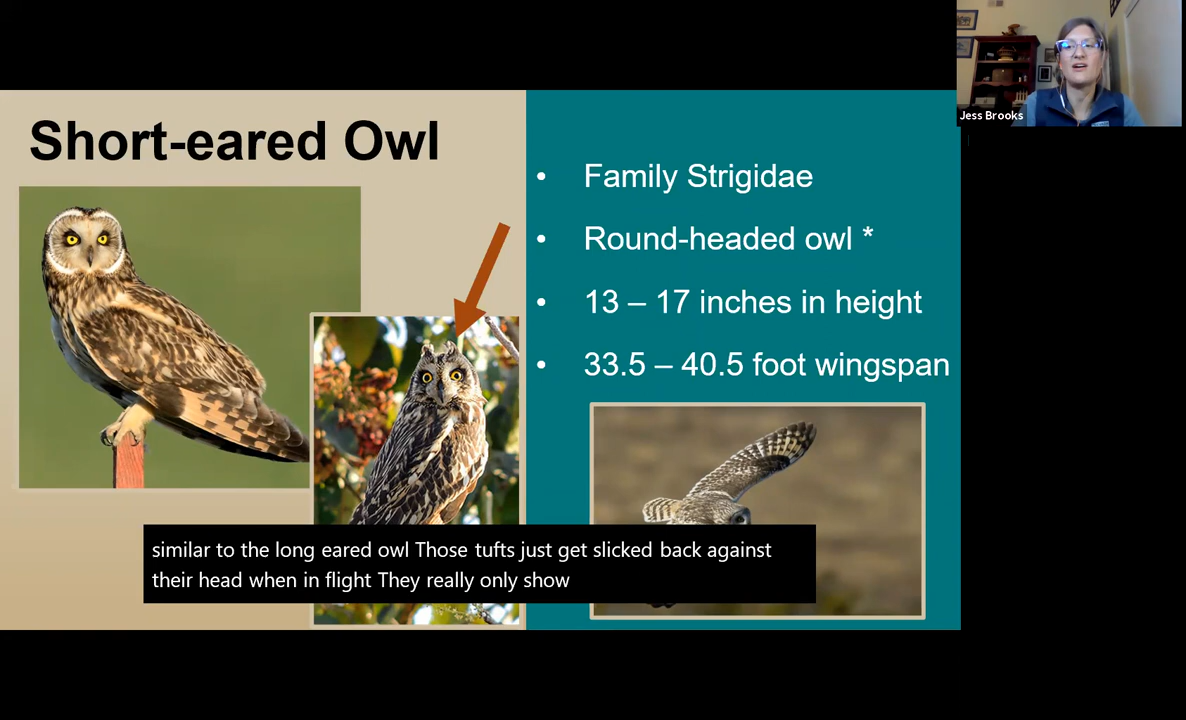 Jess Brooks
Short-eared Owl
• Family Strigidae
• Round-headed owl *
• 13 – 17 inches in height
• 33.5 – 40.5 foot wingspan
similar to the long eared owl Those tufts just get slicked back against
their head when in flight They really only show